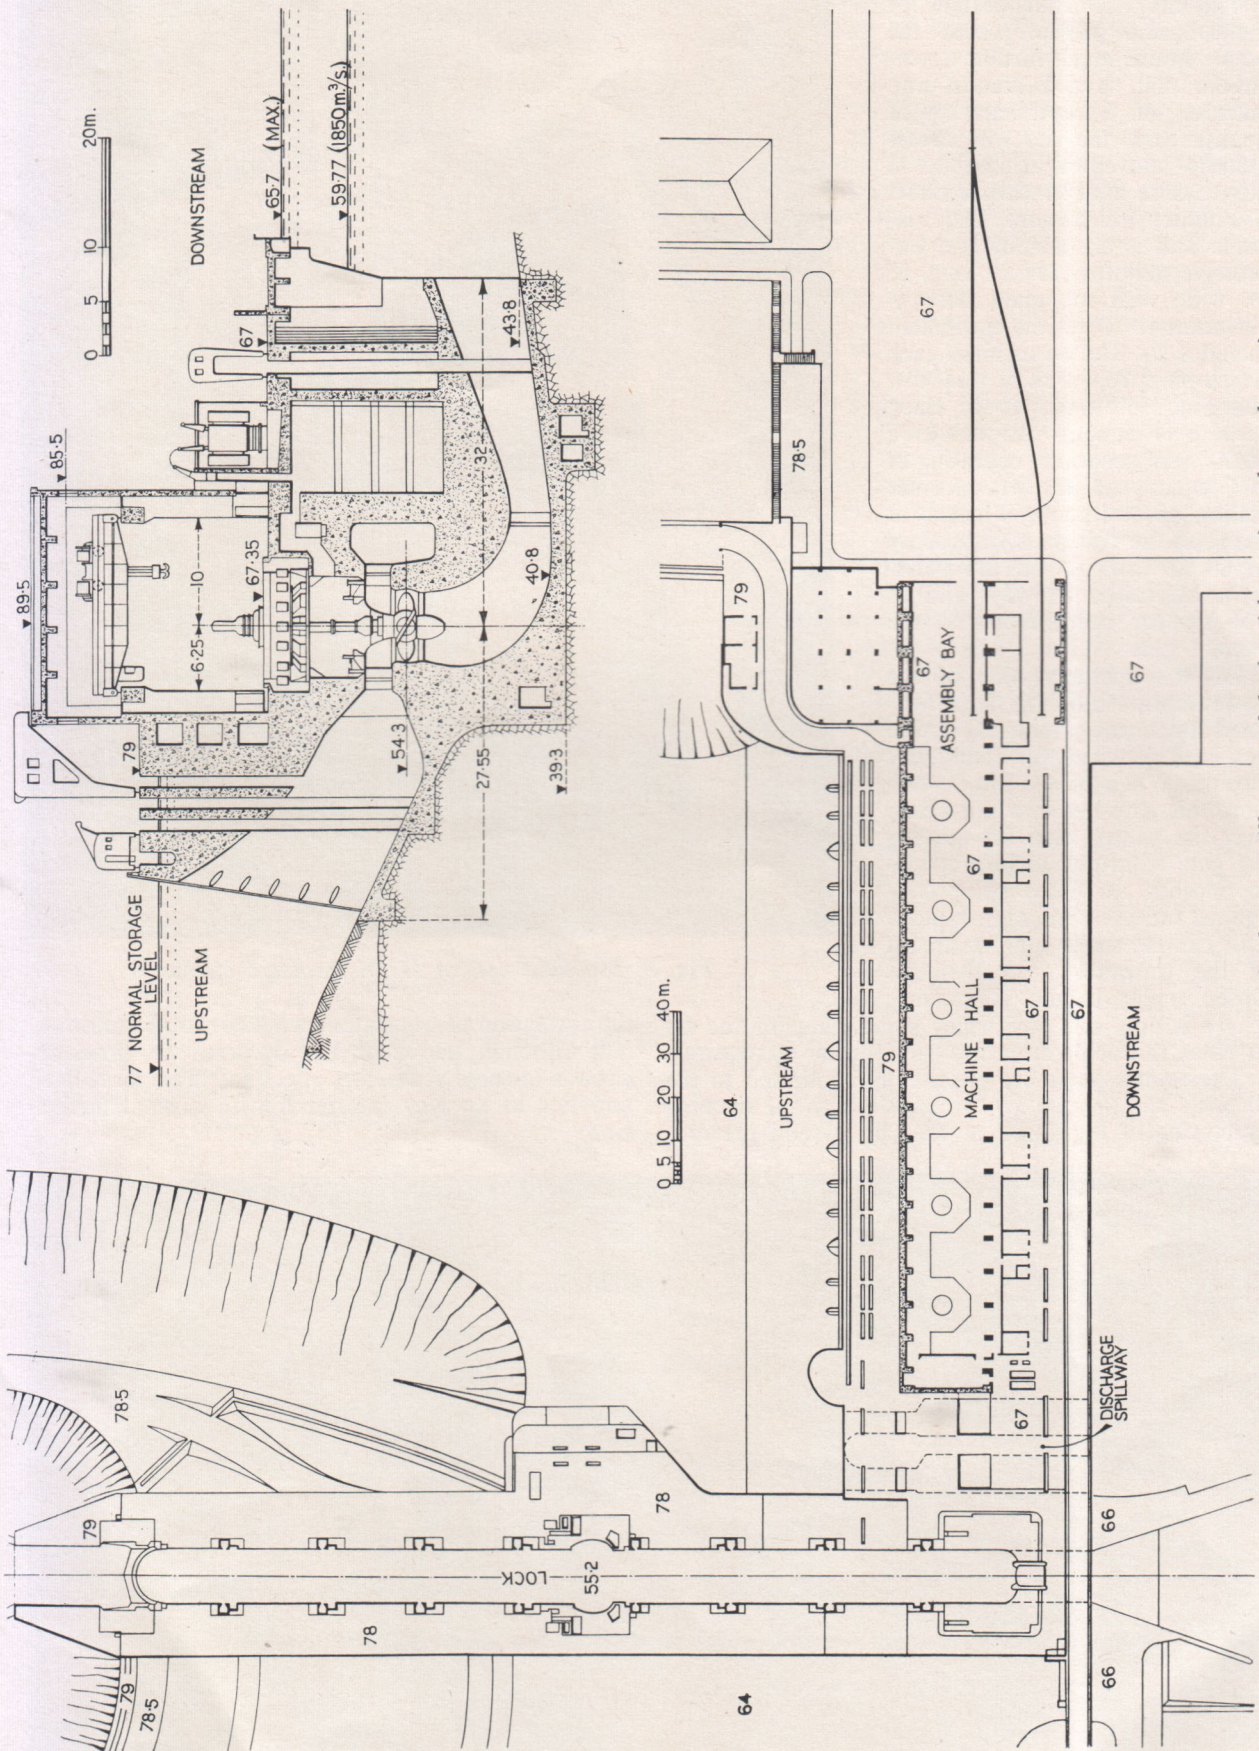 20m.
10
5
0
DOWNSTREAM
65·7 (MAX.)
59·77 (1850m³/s.)
67
43·8
85·5
89·5
10
6·25
67·35
32
40·8
79
54·3
27·55
39·3
77 NORMAL STORAGE
LEVEL
UPSTREAM
0 5 10 20 30 40m.
64
UPSTREAM
79
MACHINE HALL
67
67
67
ASSEMBLY BAY
67
79
78·5
67
67
67
DOWNSTREAM
DISCHARGE
SPILLWAY
67
66
66
78·5
79
78
LOCK
55·2
78
79
78·5
64